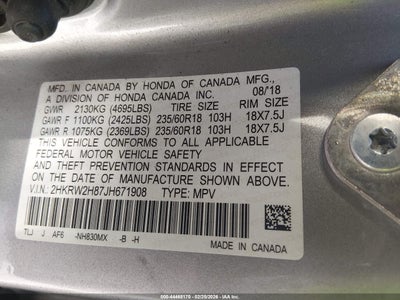 MFD. IN CANADA BY HONDA OF CANADA MFG.,
A DIVISION OF HONDA CANADA INC. 08/18
GVWR 2130KG (4695LBS) TIRE SIZE RIM SIZE
GAWR F 1100KG (2425LBS) 235/60R18 103H 18X7.5J
GAWR R 1075KG (2369LBS) 235/60R18 103H 18X7.5J
THIS VEHICLE CONFORMS TO ALL APPLICABLE
FEDERAL MOTOR VEHICLE SAFETY
AND THEFT PREVENTION STANDARDS IN EFFECT
ON THE DATE OF MANUFACTURE SHOWN ABOVE.
V.I.N. 2HKRW2H87JH671908 TYPE: MPV
TLJ J AF6 -NH830MX -B -H
MADE IN CANADA
000-44468175 - 02/20/2026 - IAA Inc.